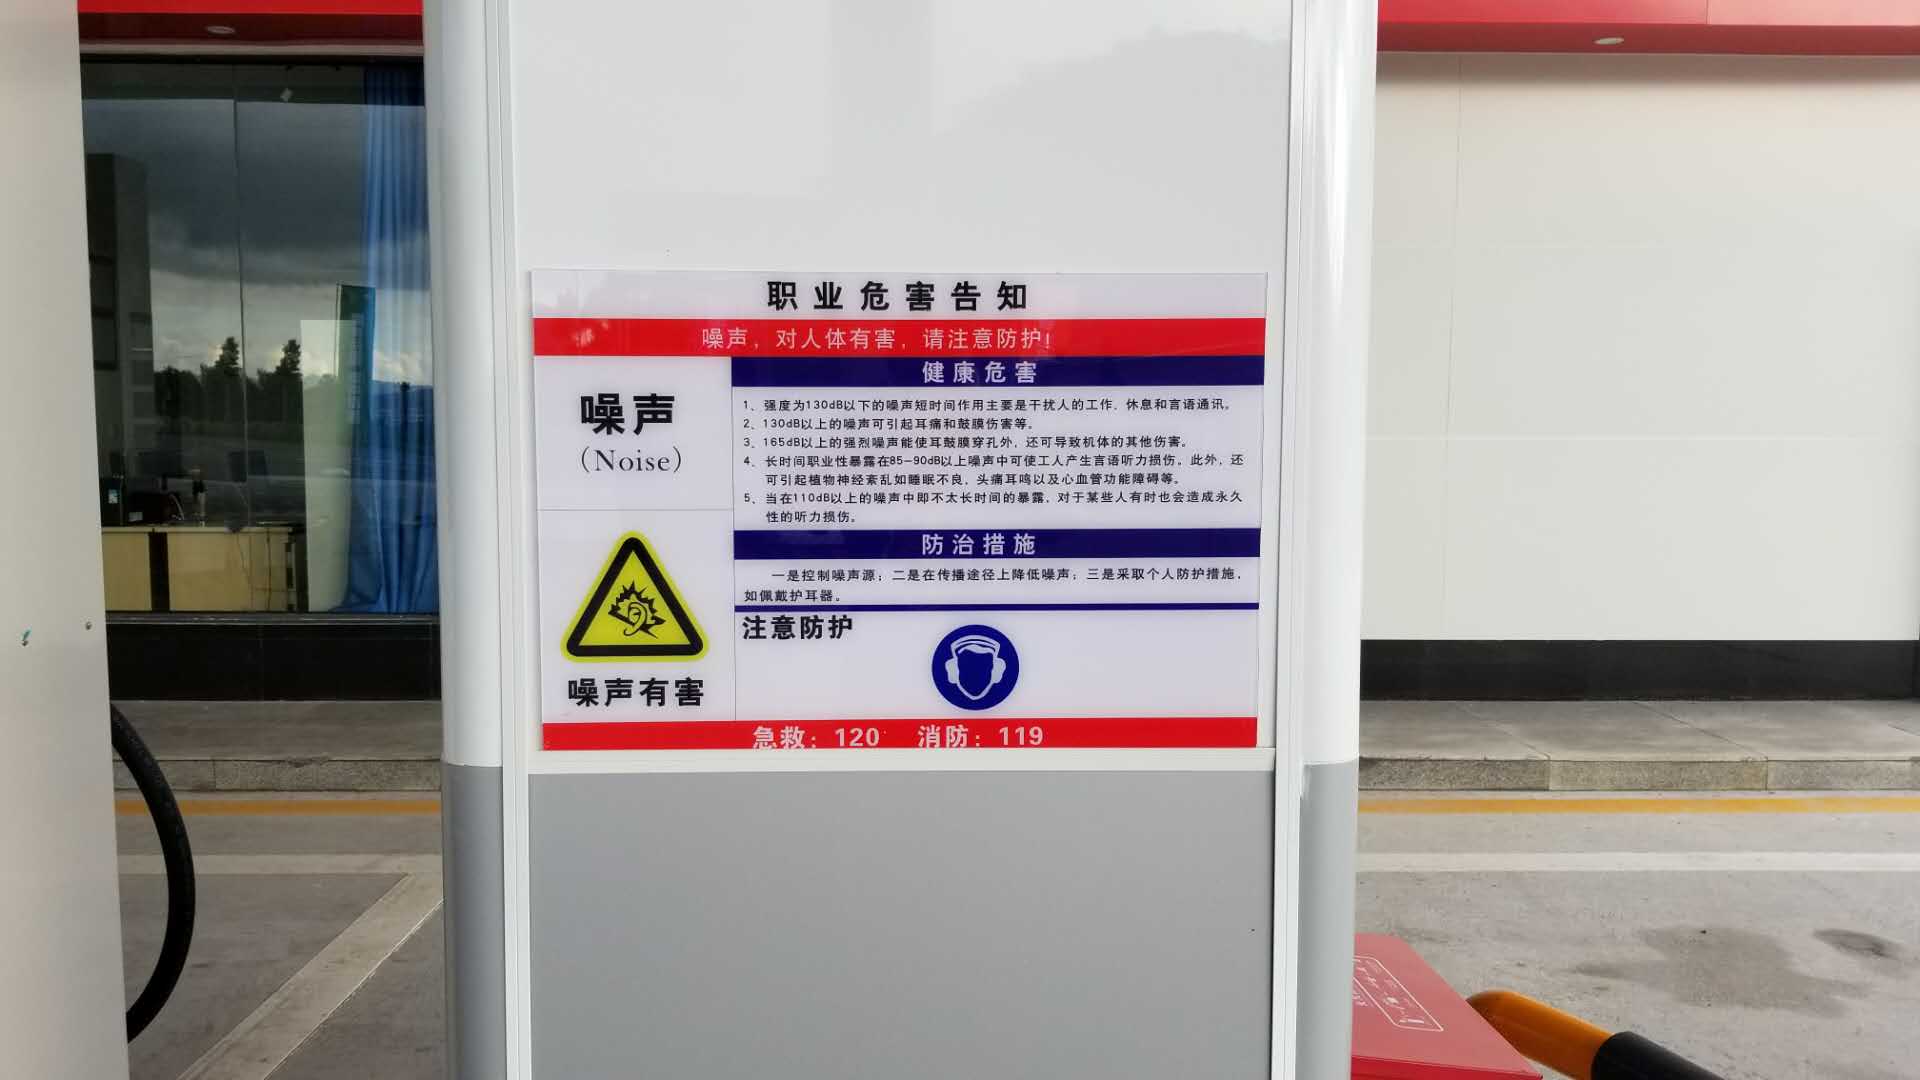 职业危害告知
噪声，对人体有害，请注意防护！
噪声
（Noise）
健康危害
1、强度为130dB以下的噪声短时间作用主要是干扰人的工作、休息和言语通讯。
2、130dB以上的噪声可引起耳痛和鼓膜伤害等。
3、165dB以上的强烈噪声能使耳鼓膜穿孔外，还可导致机体的其他伤害。
4、长时间职业性暴露在85-90dB以上噪声中可使工人产生言语听力损伤。此外，还
可引起植物神经紊乱如睡眠不良、头痛耳鸣以及心血管功能障碍等。
5、当在110dB以上的噪声中即不太长时间的暴露，对于某些人有时也会造成永久
性的听力损伤。
防治措施
一是控制噪声源；二是在传播途径上降低噪声；三是采取个人防护措施，
如佩戴护耳器。
噪声有害
注意防护
急救：120 消防：119